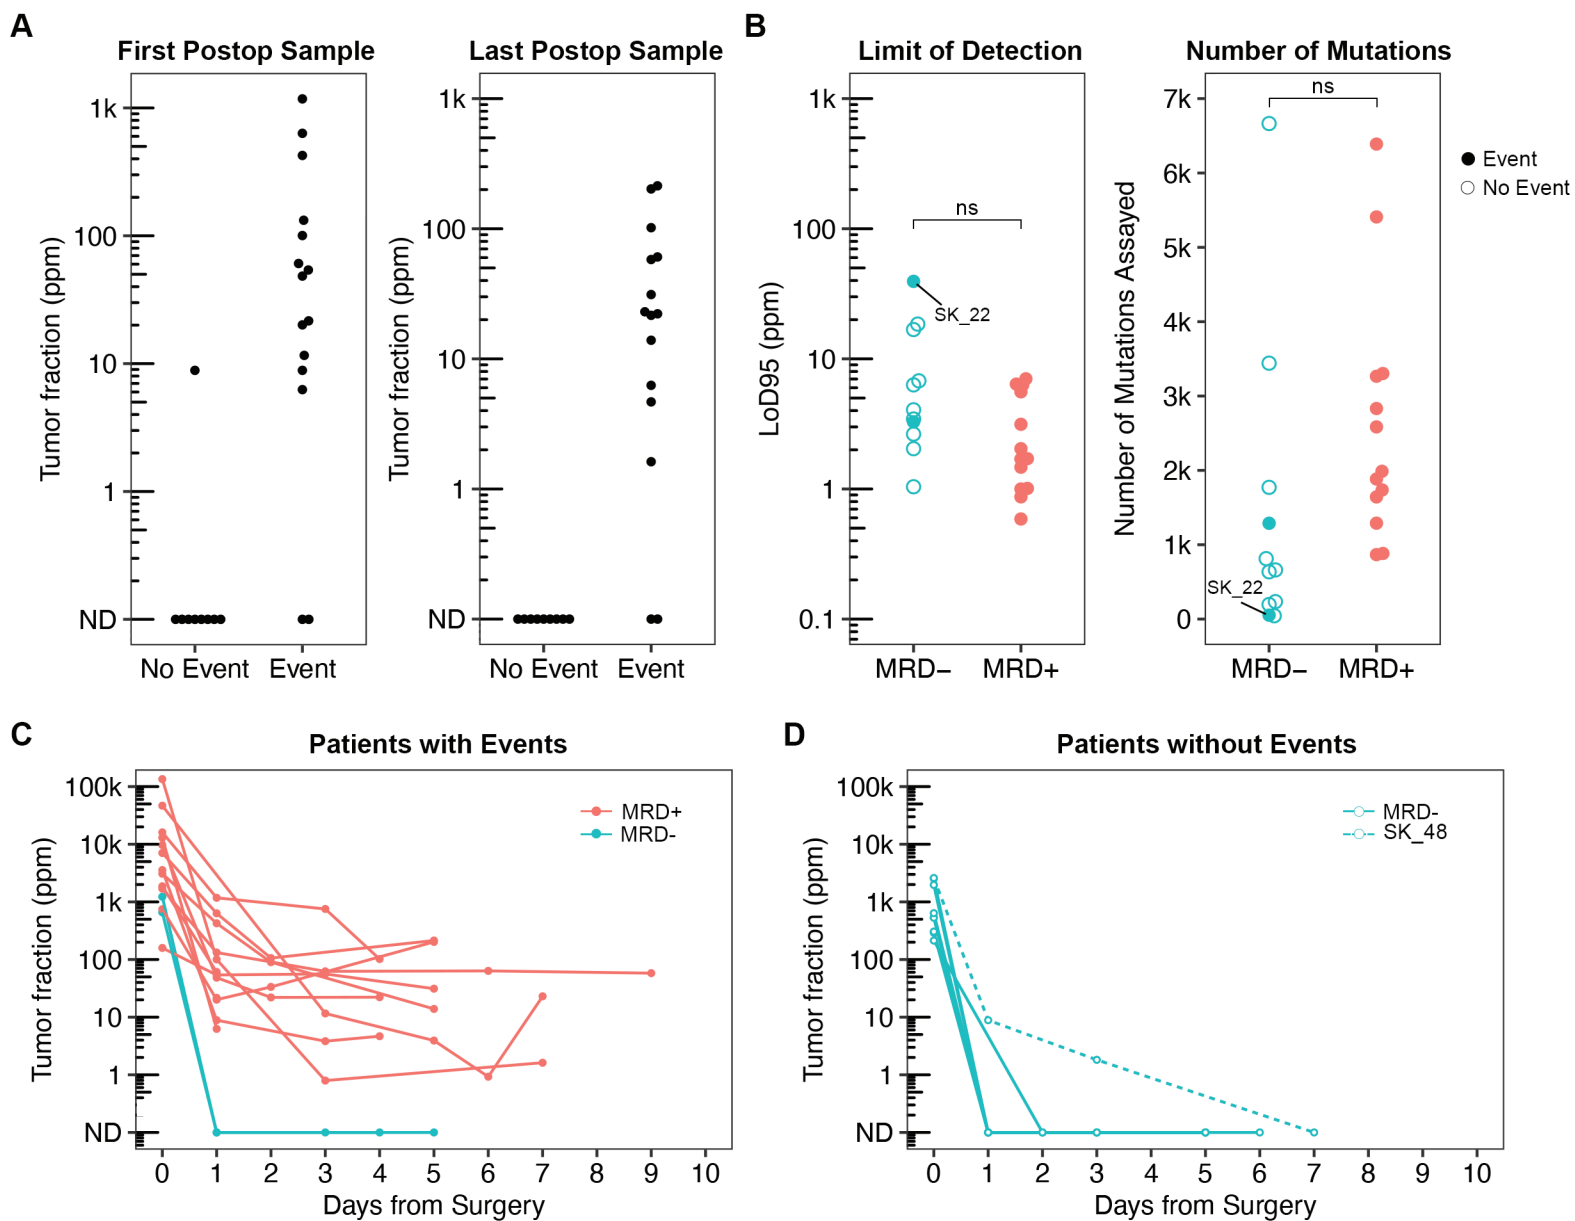 A
First Postop Sample
Last Postop Sample
Tumor fraction (ppm)
1k
100
10
1
ND
No Event
Event
Tumor fraction (ppm)
1k
100
10
1
ND
No Event
Event
B
Limit of Detection
Number of Mutations
LoD95 (ppm)
1k
100
10
1
0.1
ns
SK_22
MRD–
MRD+
Number of Mutations Assayed
7k
6k
5k
4k
3k
2k
1k
0
ns
SK_22
MRD–
MRD+
Event
No Event
C
Patients with Events
Tumor fraction (ppm)
100k
10k
1k
100
10
1
ND
MRD+
MRD-
0 1 2 3 4 5 6 7 8 9 10
Days from Surgery
D
Patients without Events
Tumor fraction (ppm)
100k
10k
1k
100
10
1
ND
MRD-
SK_48
0 1 2 3 4 5 6 7 8 9 10
Days from Surgery